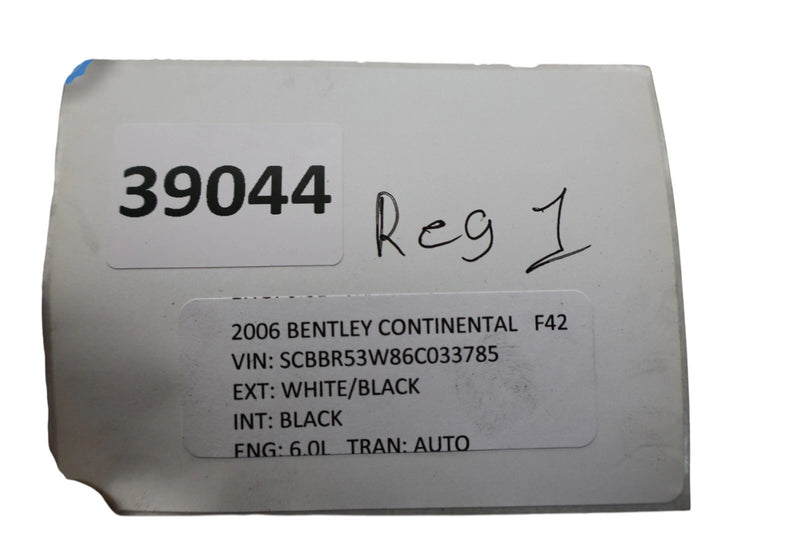 39044
Reg 1
2006 BENTLEY CONTINENTAL F42
VIN: SCBBR53W86C033785
EXT: WHITE/BLACK
INT: BLACK
ENG: 6.0L TRAN: AUTO